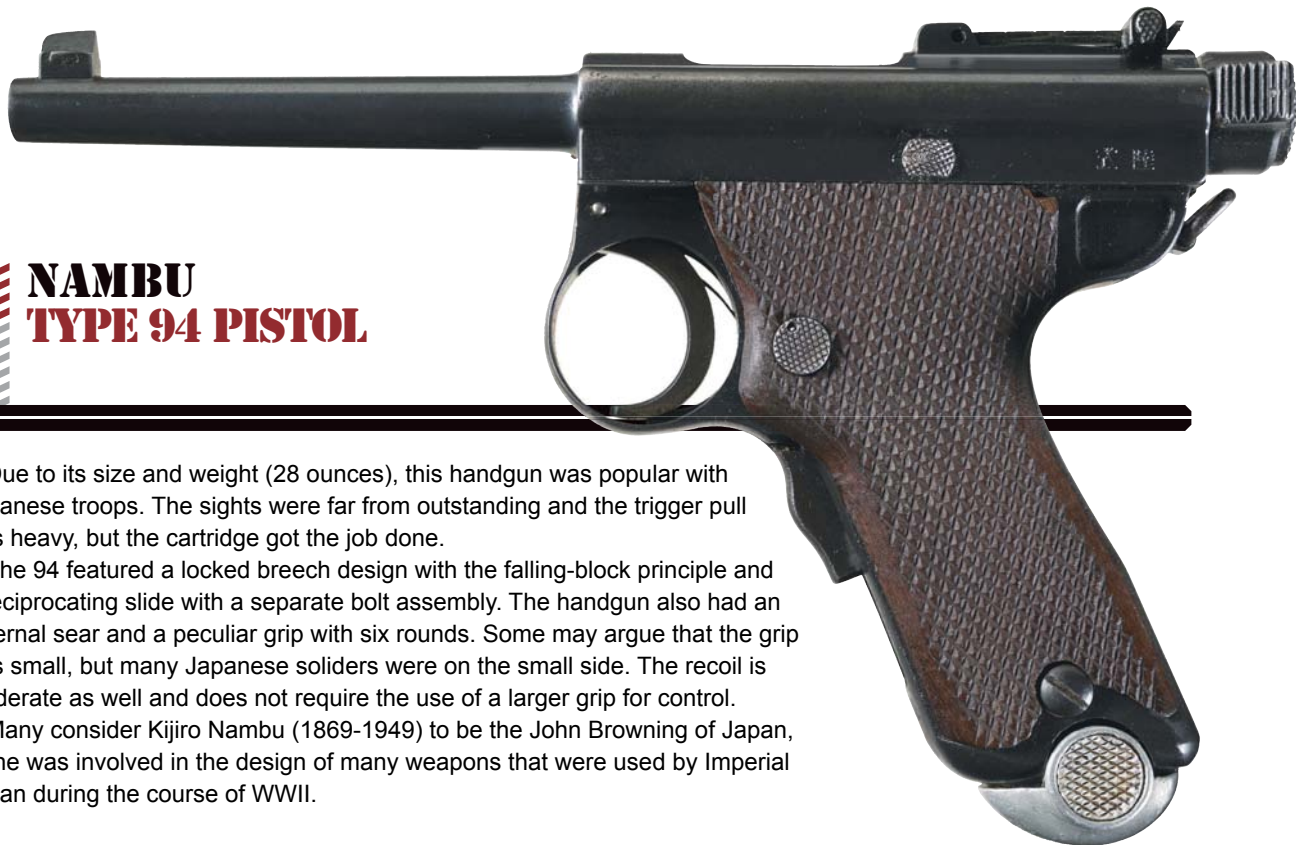 NAMBU
TYPE 94 PISTOL
Due to its size and weight (28 ounces), this handgun was popular with
anese troops. The sights were far from outstanding and the trigger pull
s heavy, but the cartridge got the job done.
he 94 featured a locked breech design with the falling-block principle and
eciprocating slide with a separate bolt assembly. The handgun also had an
ernal sear and a peculiar grip with six rounds. Some may argue that the grip
s small, but many Japanese soliders were on the small side. The recoil is
derate as well and does not require the use of a larger grip for control.
Many consider Kijiro Nambu (1869-1949) to be the John Browning of Japan,
he was involved in the design of many weapons that were used by Imperial
an during the course of WWII.